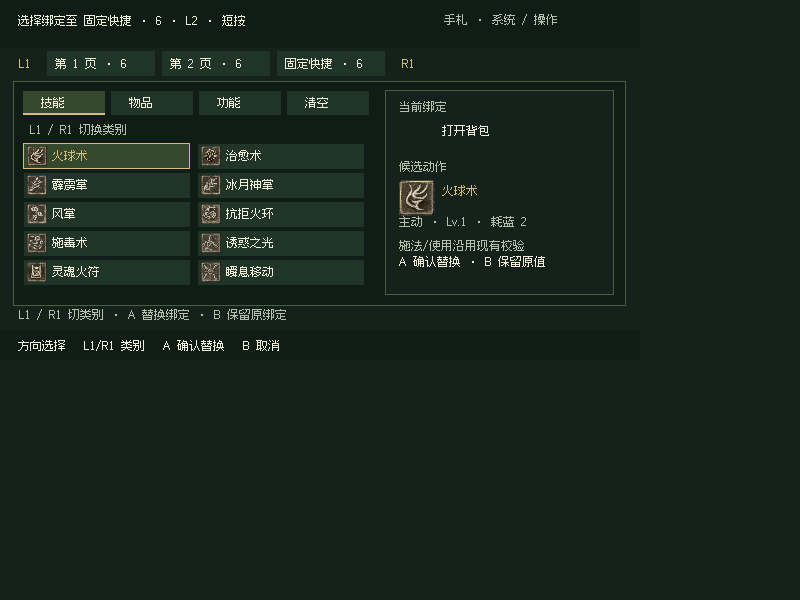 选择绑定至 固定快捷 · 6 · L2 · 短按
手札 · 系统 / 操作
L1 第 1 页 · 6 第 2 页 · 6 固定快捷 · 6 R1
技能 物品 功能 清空
L1 / R1 切换类别
火球术 治愈术
霹雳掌 冰月神掌
风掌 抗拒火环
施毒术 诱惑之光
灵魂火符 瞬息移动
当前绑定
打开背包
候选动作
火球术
主动 · Lv.1 · 耗蓝 2
施法/使用沿用现有校验
A 确认替换 · B 保留原值
L1 / R1 切类别 · A 替换绑定 · B 保留原绑定
方向选择 L1/R1 类别 A 确认替换 B 取消